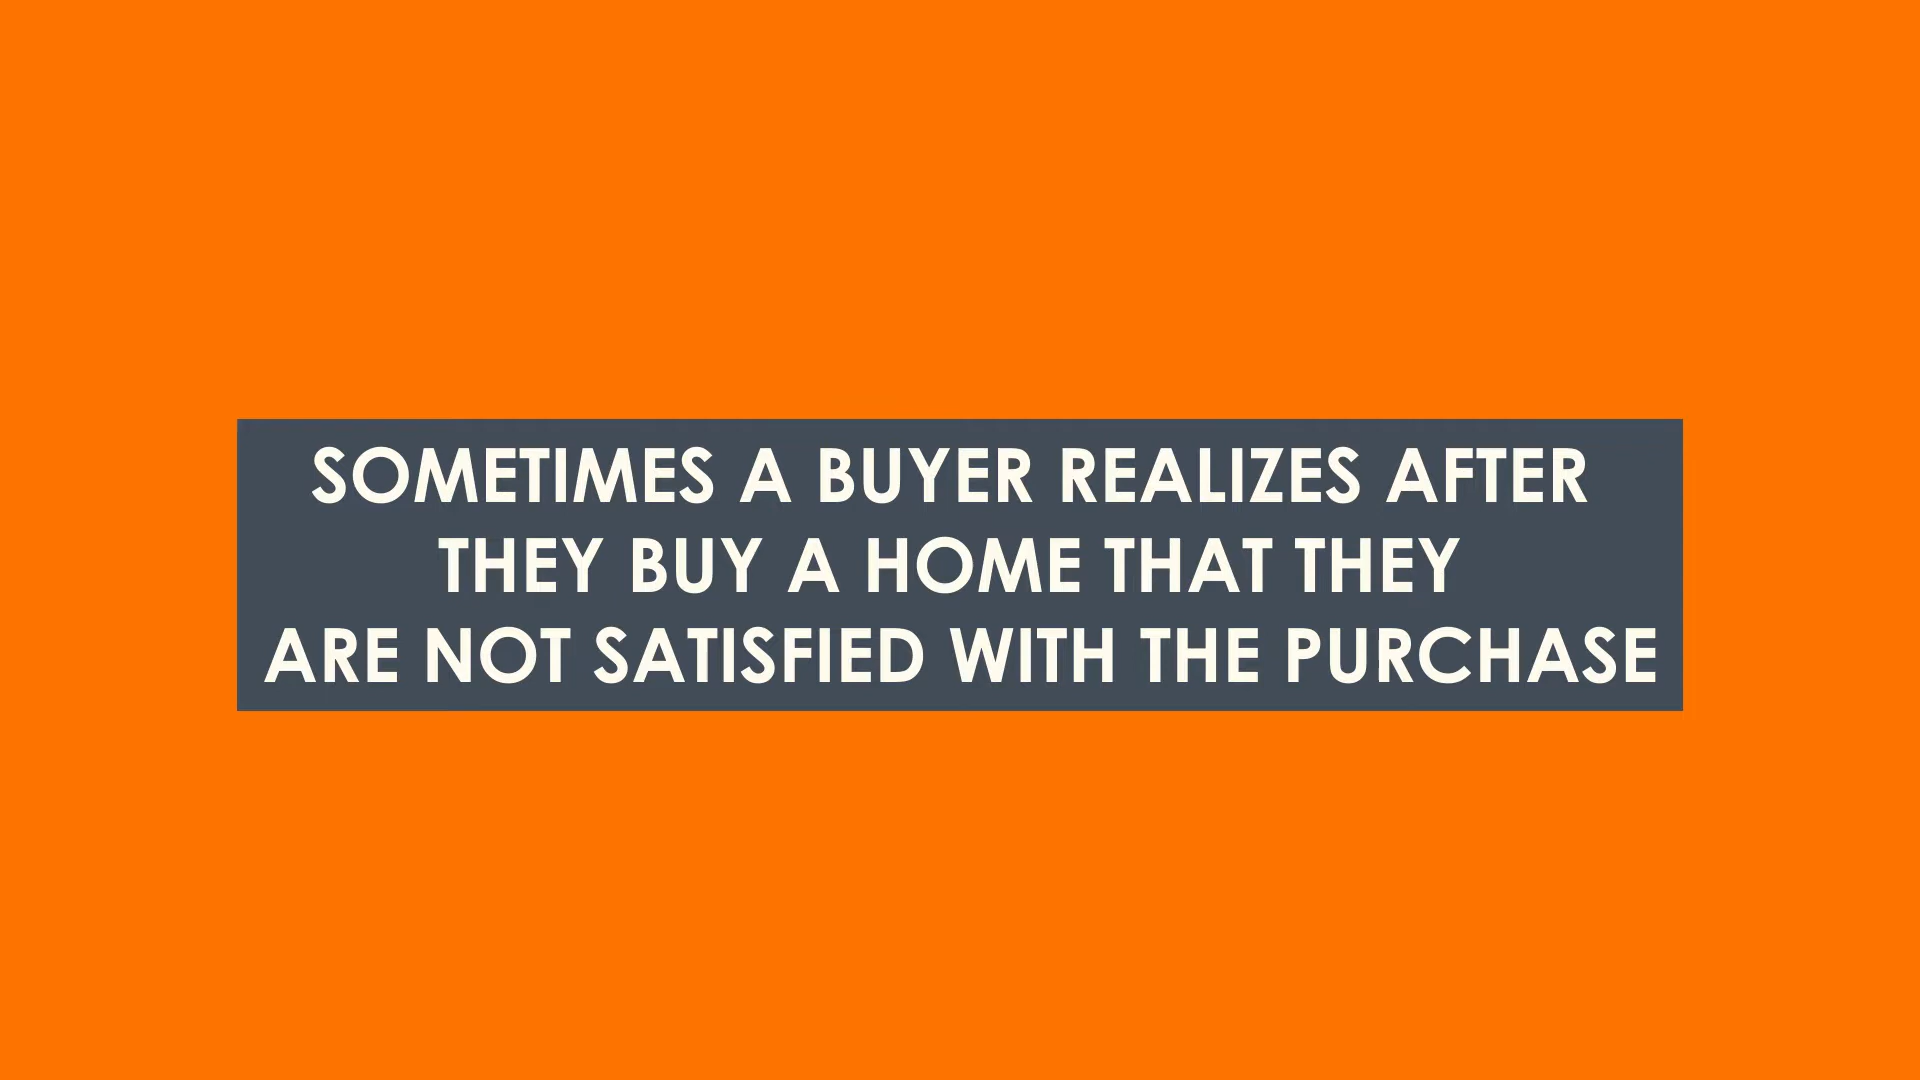 SOMETIMES A BUYER REALIZES AFTER
THEY BUY A HOME THAT THEY
ARE NOT SATISFIED WITH THE PURCHASE